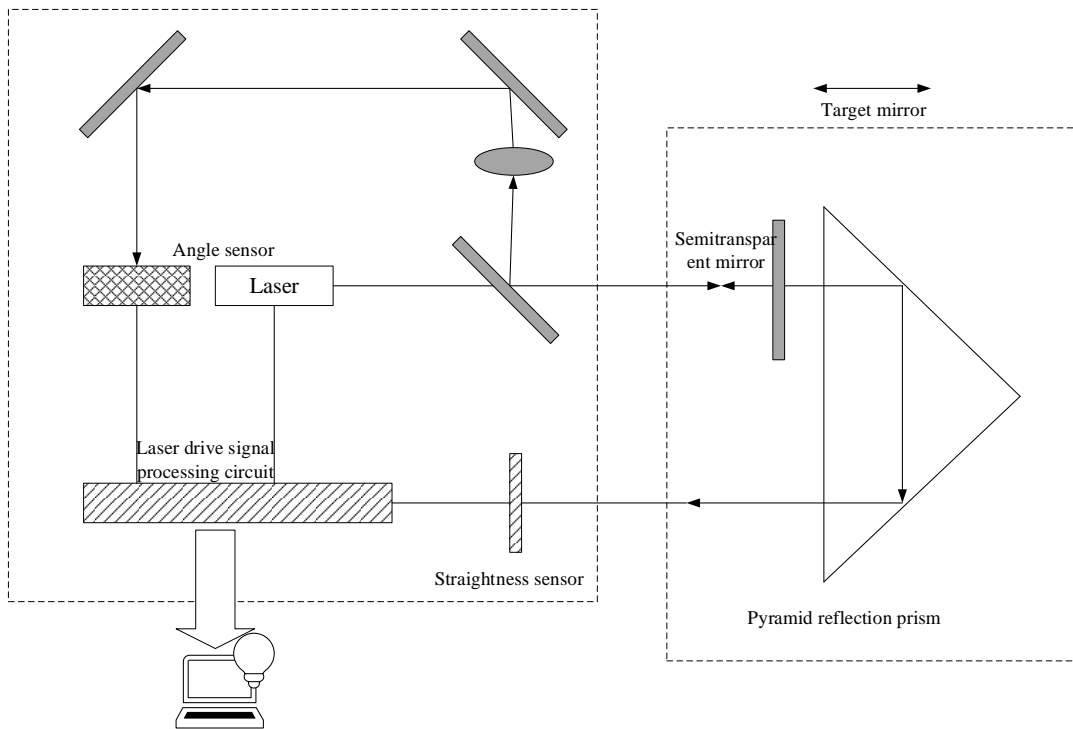 Target mirror
Angle sensor
Semitranspar
ent mirror
Laser
Laser drive signal
processing circuit
Straightness sensor
Pyramid reflection prism